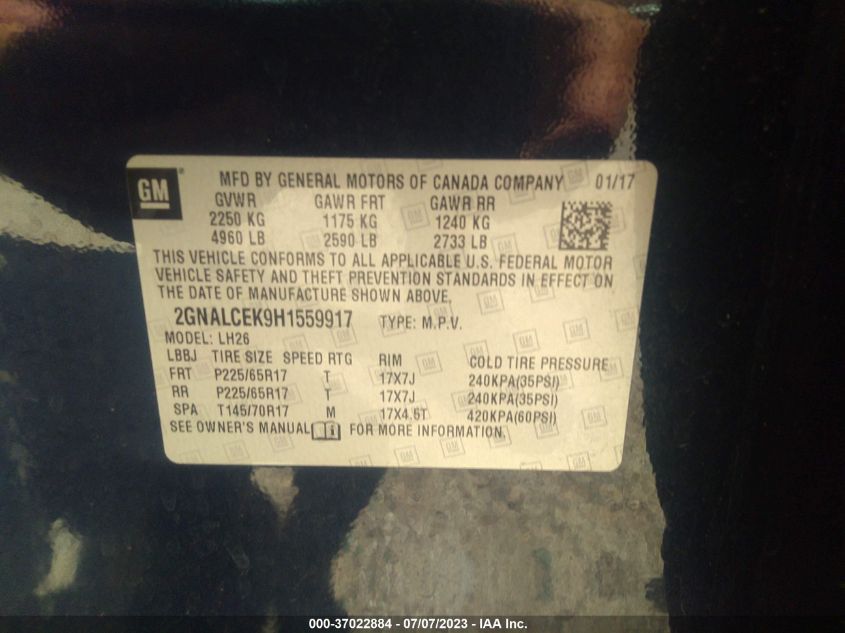 GM
MFD BY GENERAL MOTORS OF CANADA COMPANY 01/17
GVWR GAWR FRT GAWR RR
2250 KG 1175 KG 1240 KG
4960 LB 2590 LB 2733 LB
THIS VEHICLE CONFORMS TO ALL APPLICABLE U.S. FEDERAL MOTOR
VEHICLE SAFETY AND THEFT PREVENTION STANDARDS IN EFFECT ON
THE DATE OF MANUFACTURE SHOWN ABOVE.
2GNALCEK9H1559917 TYPE: M.P.V.
MODEL: LH26
LBBJ TIRE SIZE SPEED RTG RIM COLD TIRE PRESSURE
FRT P225/65R17 T 17X7J 240KPA(35PSI)
RR P225/65R17 T 17X7J 240KPA(35PSI)
SPA T145/70R17 M 17X4.5T 420KPA(60PSI)
SEE OWNER'S MANUAL i FOR MORE INFORMATION.
000-37022884 - 07/07/2023 - IAA Inc.